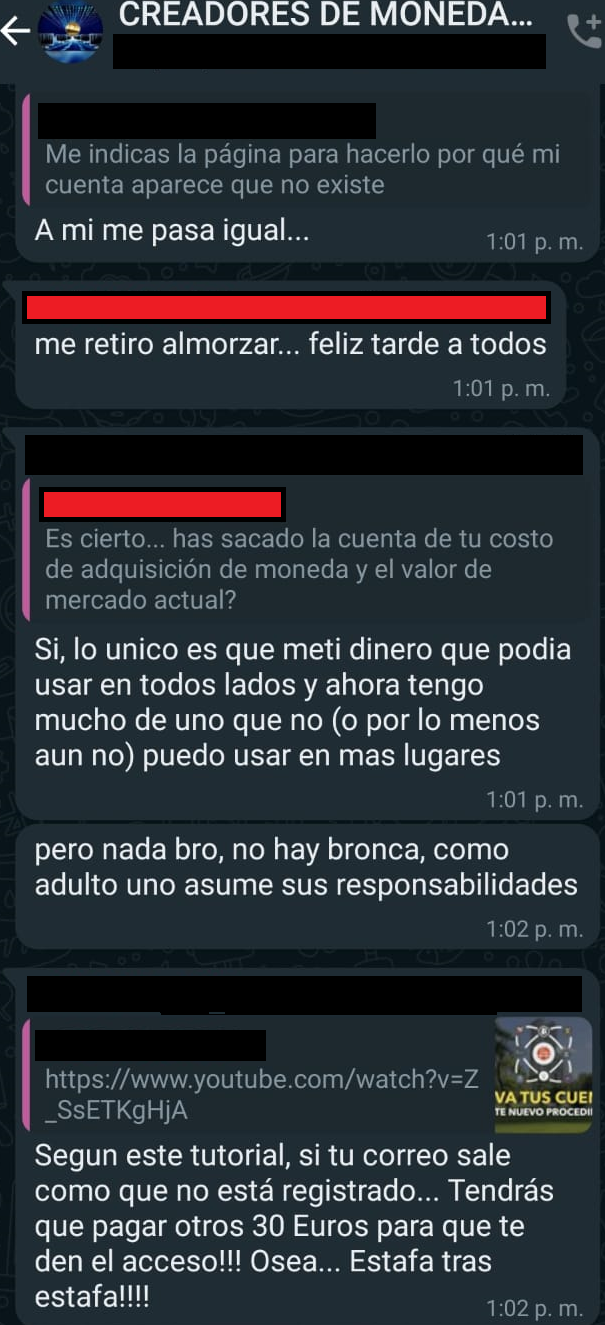 CREADORES DE MONEDA...
Me indicas la página para hacerlo por qué mi
cuenta aparece que no existe
A mi me pasa igual...
1:01 p. m.
me retiro almorzar... feliz tarde a todos
1:01 p. m.
Es cierto... has sacado la cuenta de tu costo
de adquisición de moneda y el valor de
mercado actual?
Si, lo unico es que meti dinero que podia
usar en todos lados y ahora tengo
mucho de uno que no (o por lo menos
aun no) puedo usar en mas lugares
1:01 p. m.
pero nada bro, no hay bronca, como
adulto uno asume sus responsabilidades
1:02 p. m.
https://www.youtube.com/watch?v=Z
_SsETKgHjA
VA TUS CUEN
TE NUEVO PROCEDI
Segun este tutorial, si tu correo sale
como que no está registrado... Tendrás
que pagar otros 30 Euros para que te
den el acceso!!! Osea... Estafa tras
estafa!!!!
1:02 p. m.